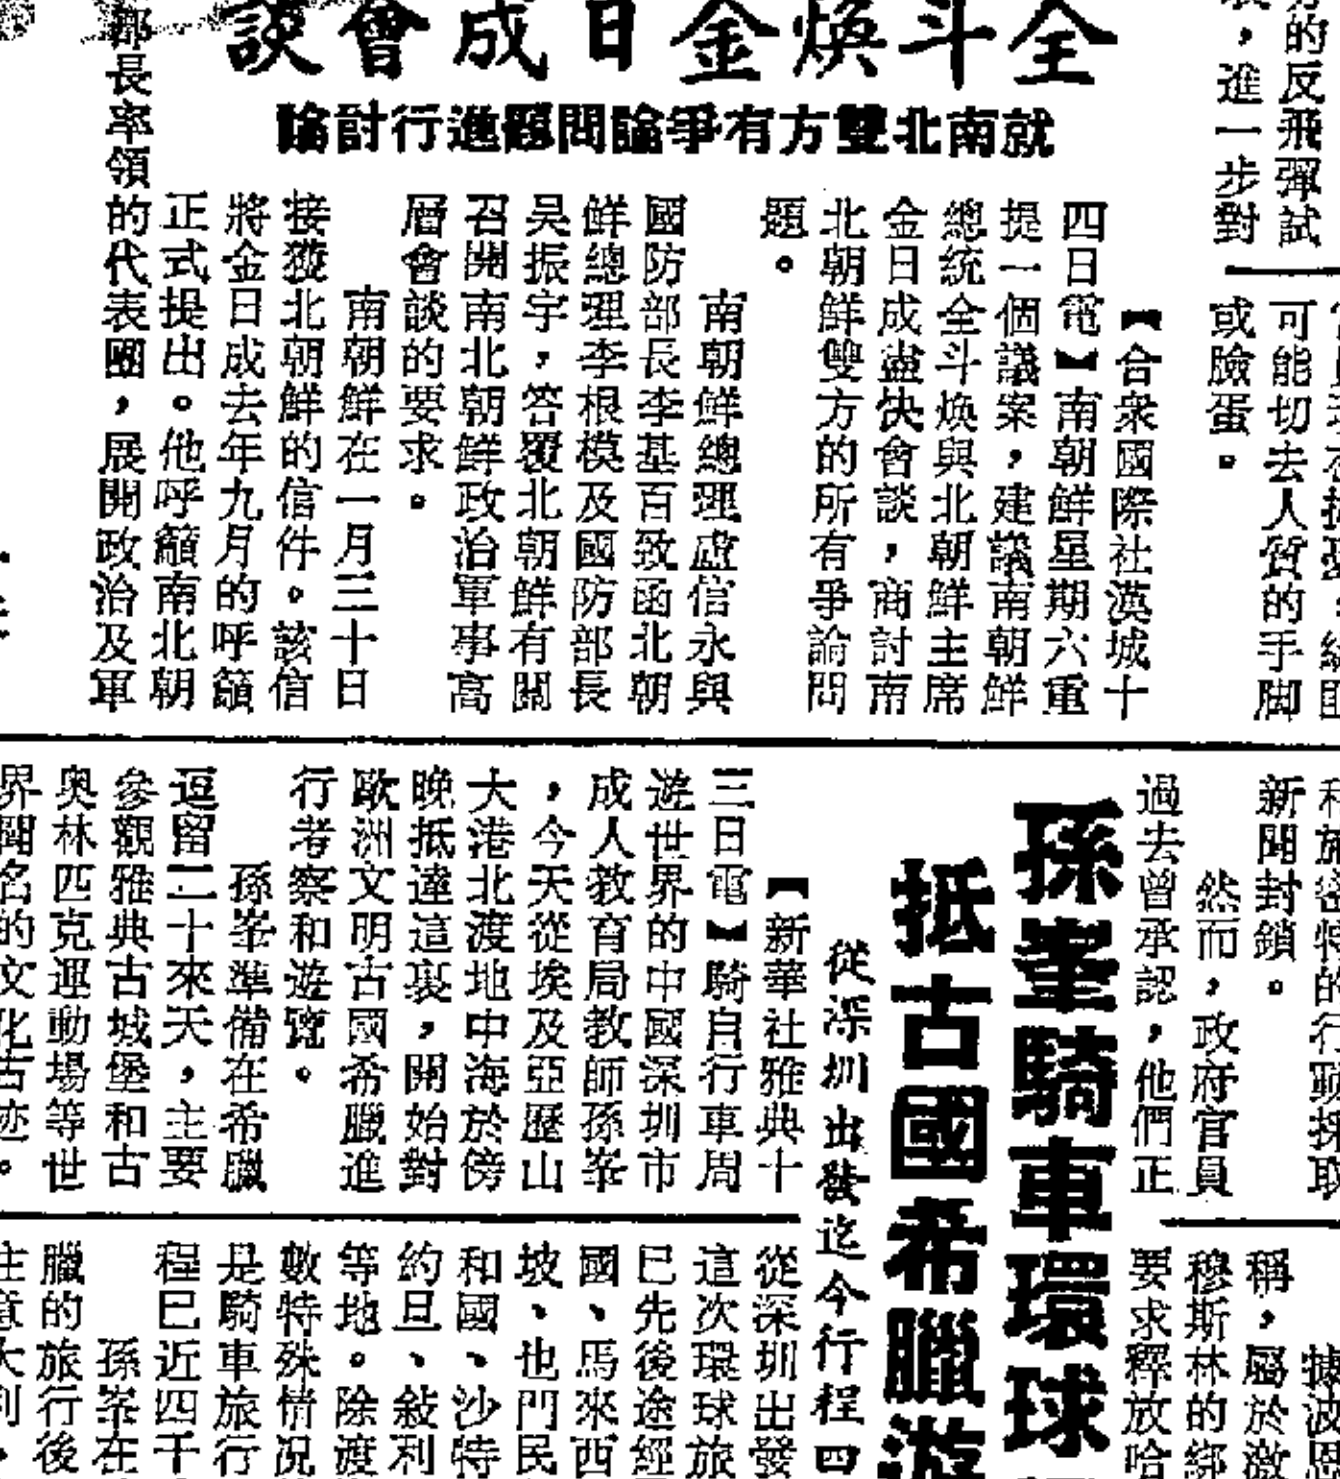 全斗煥金日成會談
就南北雙方有爭論問題進行討論
【合衆國際社漢城十
四日電】南朝鮮星期六重
提一個議案，建議南朝鮮
總統全斗煥與北朝鮮主席
金日成盡快會談，商討南
北朝鮮雙方的所有爭論問
題。
南朝鮮總理盧信永與
國防部長李基百致函北朝
鮮總理李根模及國防部長
吴振宇，答覆北朝鮮有關
召開南北朝鮮政治軍事高
層會談的要求。
南朝鮮在一月三十日
接獲北朝鮮的信件。該信
將金日成去年九月的呼籲
正式提出。他呼籲南北朝
部長率領的代表團，展開政治及軍
的反飛彈試
，進一步對
可能切去人質的手脚
或臉蛋。
新聞封鎖。
然而，政府官員
過去曾承認，他們正
稱，屬於激
穆斯林的綁
要求釋放哈
孫峯騎車環球
抵古國希臘遊
從深圳出發迄今行程四
【新華社雅典十
三日電】騎自行車周
遊世界的中國深圳市
成人教育局教師孫峯
，今天從埃及亞歷山
大港北渡地中海於傍
晚抵達這裏，開始對
歐洲文明古國希臘進
行考察和遊覽。
孫峯準備在希臘
逗留二十來天，主要
參觀雅典古城堡和古
奥林匹克運動場等世
界聞名的文化古迹。
從深圳出發
這次環球旅
已先後途經
國、馬來西
坡、也門民
和國、沙特
約旦、敍利
等地。除渡
數特殊情况
是騎車旅行
程已近四千
孫峯在
臘的旅行後